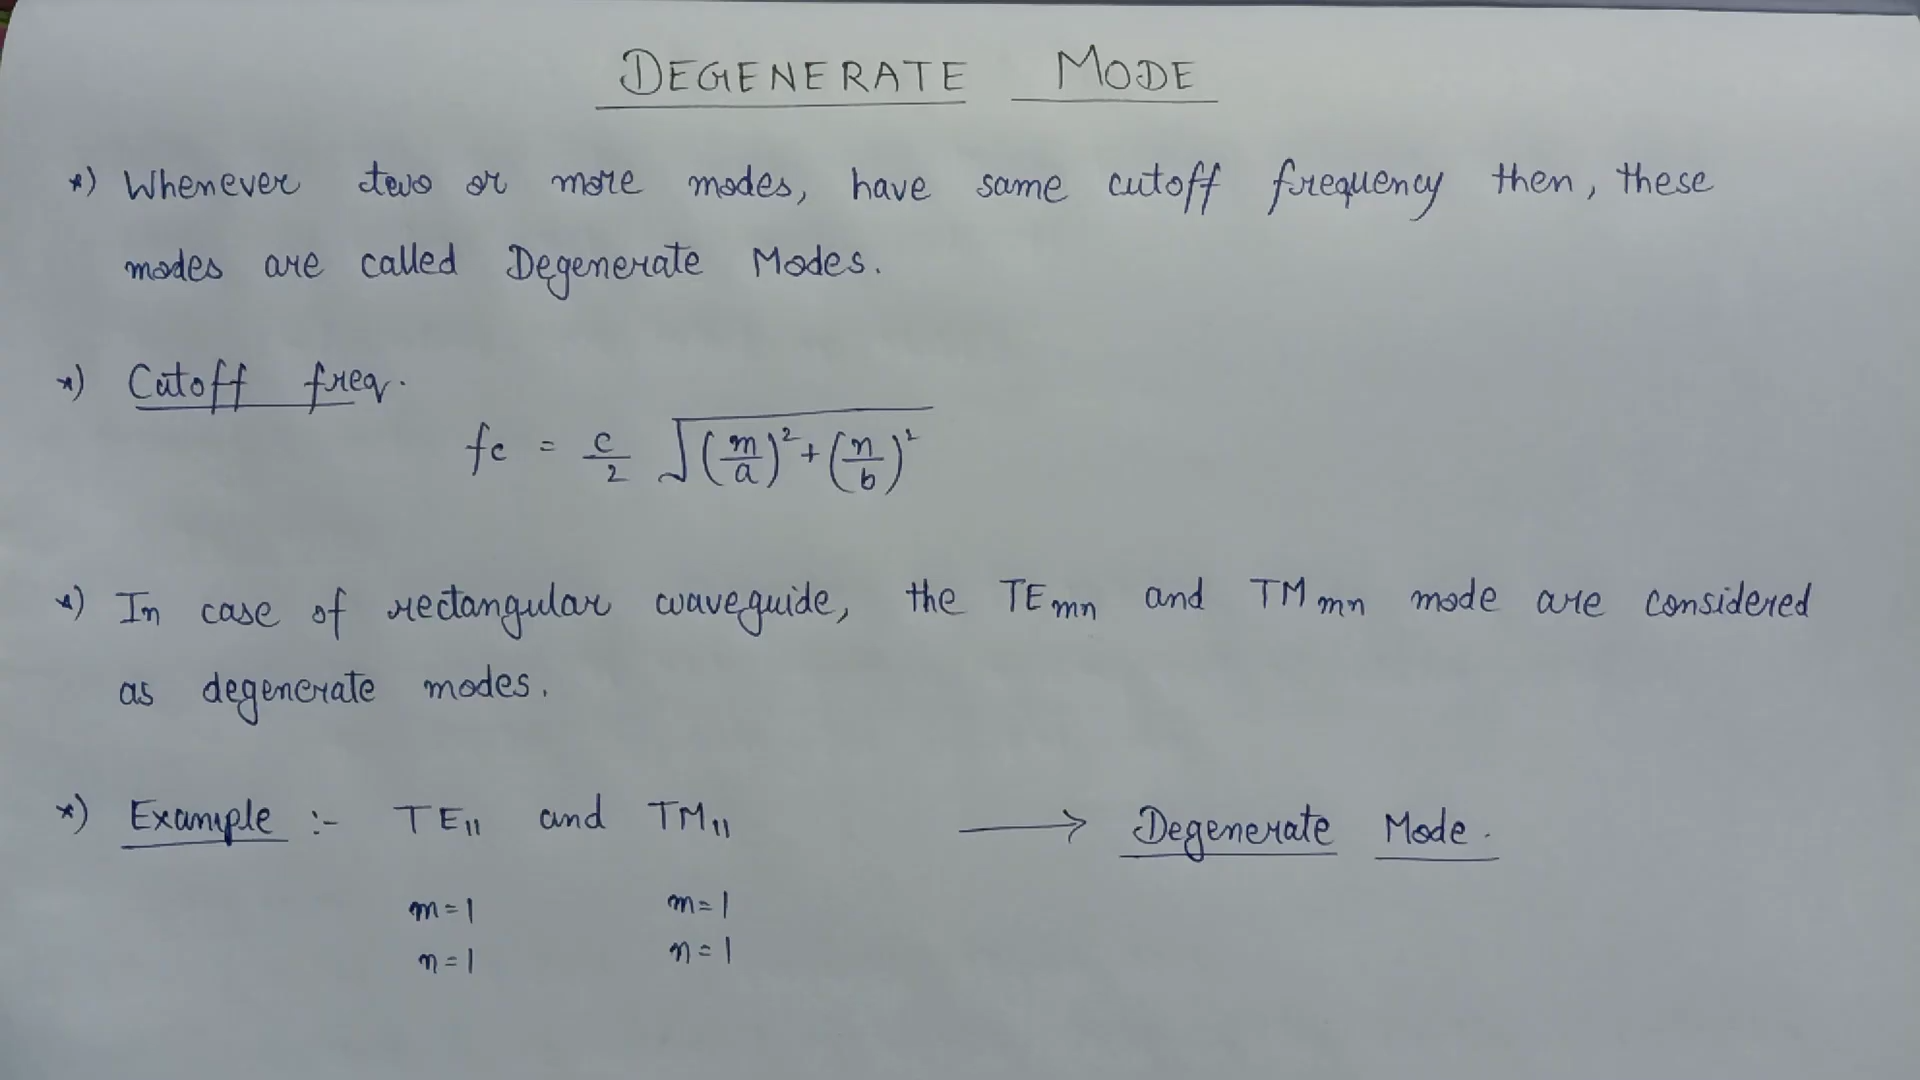 DEGENERATE MODE
*) Whenever two or more modes, have same cutoff frequency then, these
modes are called Degenerate Modes.
*) Cutoff freq.
fc = c/2 √((m/a)² + (n/b)²)
*) In case of rectangular waveguide, the TEmn and TMmn mode are considered
as degenerate modes.
*) Example :- TE11 and TM11 → Degenerate Mode.
m=1 m=1
n=1 n=1